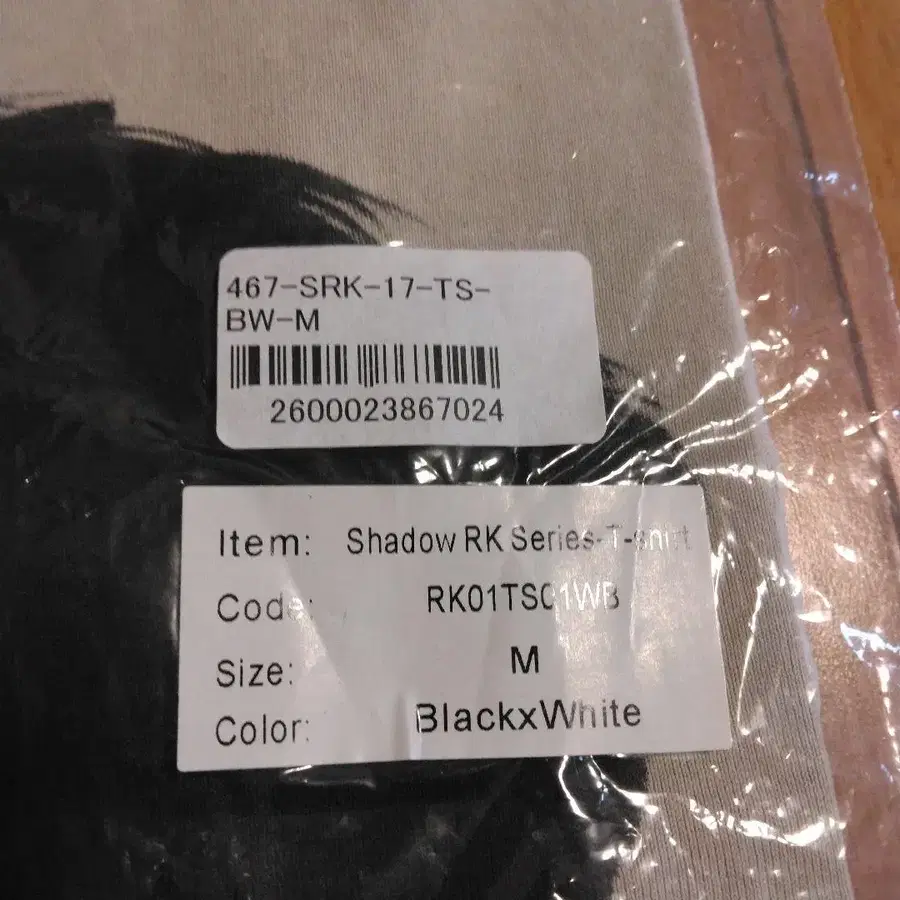 467-SRK-17-TS-
BW-M
2600023867024
Item: Shadow RK Series-T-shirt
Code: RK01TS01WB
Size: M
Color: BlackxWhite